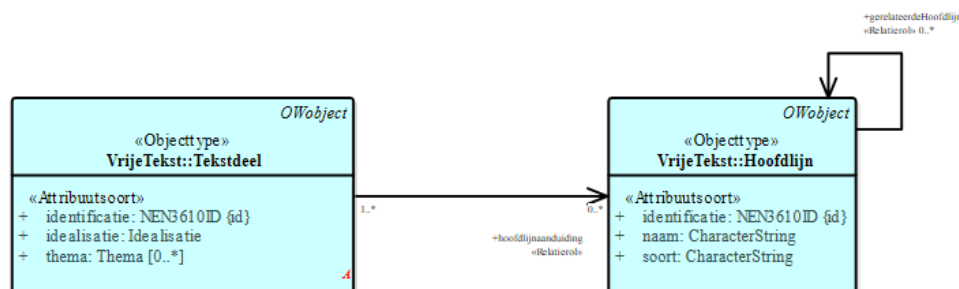 +gerelateerdeHoofdlijn
«Relatierol» 0..*
OWobject
«Objecttype»
VrijeTekst::Tekstdeel
«Attribuutsoort»
+ identificatie: NEN3610ID {id}
+ idealisatie: Idealisatie
+ thema: Thema [0..*]
A
1..*
0..*
+hoofdlijnaanduiding
«Relatierol»
OWobject
«Objecttype»
VrijeTekst::Hoofdlijn
«Attribuutsoort»
+ identificatie: NEN3610ID {id}
+ naam: CharacterString
+ soort: CharacterString